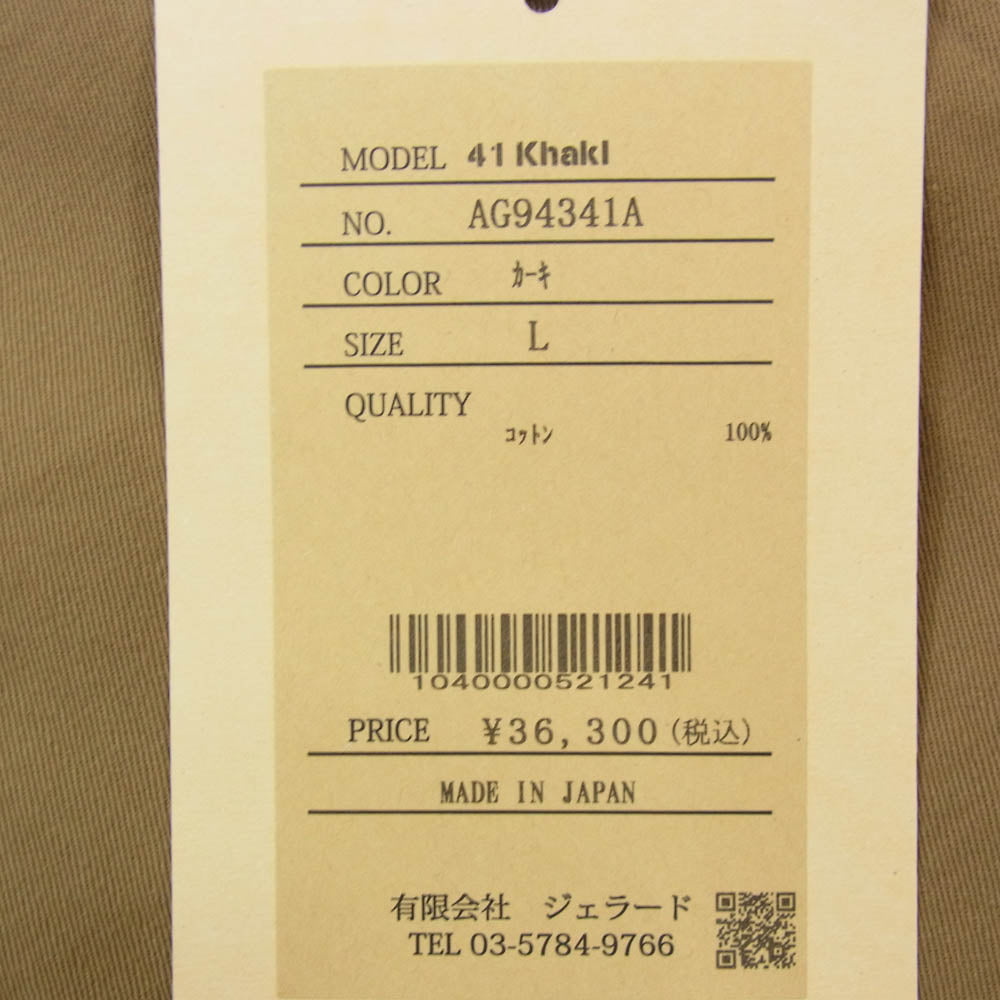 MODEL 41 Khaki
NO. AG94341A
COLOR カーキ
SIZE L
QUALITY
コットン 100%
1040000521241
PRICE ¥36,300(税込)
MADE IN JAPAN
有限会社 ジェラード
TEL 03-5784-9766